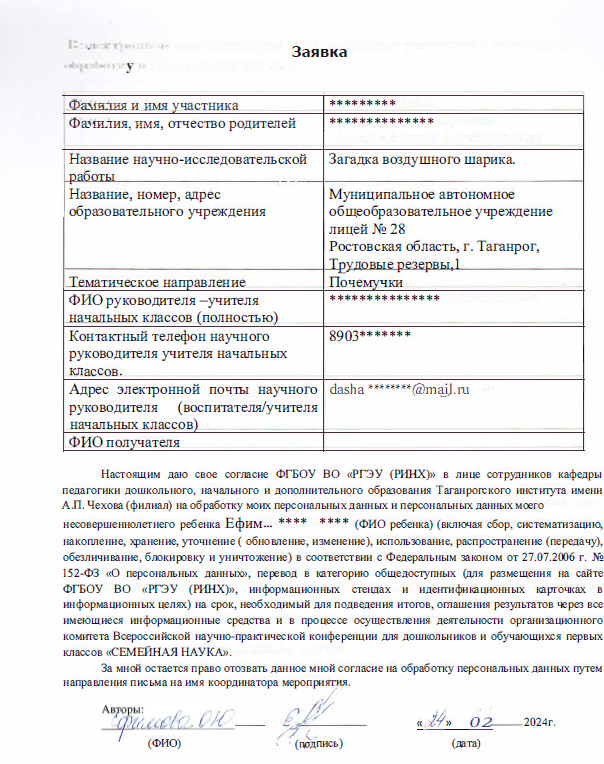 Заявка
у
Фамилия и имя участника *********
Фамилия, имя, отчество родителей **************
Название научно-исследовательской Загадка воздушного шарика.
работы
Название, номер, адрес Муниципальное автономное
образовательного учреждения общеобразовательное учреждение
лицей № 28
Ростовская область, г. Таганрог,
Трудовые резервы,1
Тематическое направление Почемучки
ФИО руководителя –учителя ***************
начальных классов (полностью)
Контактный телефон научного 8903*******
руководителя учителя начальных
классов.
Адрес электронной почты научного dasha ********@maiJ.ru
руководителя (воспитателя/учителя
начальных классов)
ФИО получателя
Настоящим даю свое согласие ФГБОУ ВО «РГЭУ (РИНХ)» в лице сотрудников кафедры
педагогики дошкольного, начального и дополнительного образования Таганрогского института имени
А.П. Чехова (филиал) на обработку моих персональных данных и персональных данных моего
несовершеннолетнего ребенка Ефим... **** **** (ФИО ребенка) (включая сбор, систематизацию,
накопление, хранение, уточнение ( обновление, изменение), использование, распространение (передачу),
обезличивание, блокировку и уничтожение) в соответствии с Федеральным законом от 27.07.2006 г. №
152-ФЗ «О персональных данных», перевод в категорию общедоступных (для размещения на сайте
ФГБОУ ВО «РГЭУ (РИНХ)», информационных стендах и идентификационных карточках в
информационных целях) на срок, необходимый для подведения итогов, оглашения результатов через все
имеющиеся информационные средства и в процессе осуществления деятельности организационного
комитета Всероссийской научно-практической конференции для дошкольников и обучающихся первых
классов «СЕМЕЙНАЯ НАУКА».
За мной остается право отозвать данное мной согласие на обработку персональных данных путем
направления письма на имя координатора мероприятия.
Авторы:
Ефимова ОЮ «24» 02 2024г.
(ФИО) (подпись) (дата)